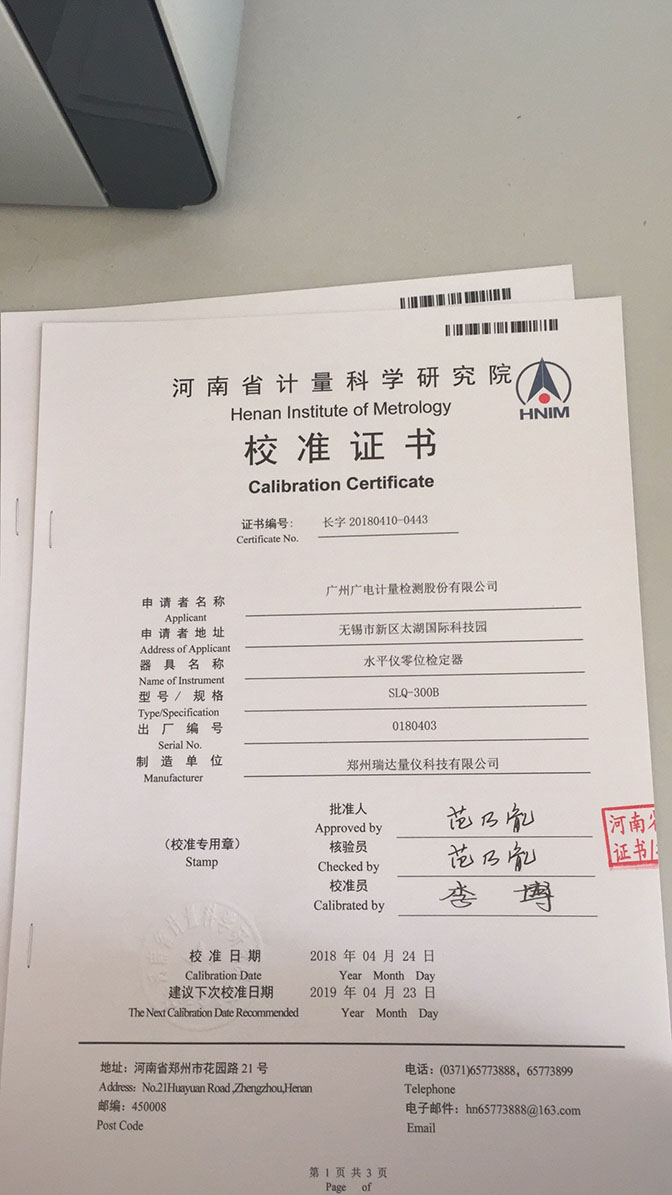 河南省计量科学研究院
HNIM
Henan Institute of Metrology
校准证书
Calibration Certificate
证书编号: 长字 20180410-0443
Certificate No.
申请者名称 广州广电计量检测股份有限公司
Applicant
申请者地址 无锡市新区太湖国际科技园
Address of Applicant
器具名称 水平仪零位检定器
Name of Instrument
型号/规格 SLQ-300B
Type/Specification
出厂编号 0180403
Serial No.
制造单位 郑州瑞达量仪科技有限公司
Manufacturer
批准人
Approved by
(校准专用章) 核验员
Stamp Checked by
校准员 李博
Calibrated by
河南省
证书
校准日期 2018 年 04 月 24 日
Calibration Date Year Month Day
建议下次校准日期 2019 年 04 月 23 日
The Next Calibration Date Recommended Year Month Day
地址: 河南省郑州市花园路 21 号 电话: (0371)65773888, 65773899
Address: No.21Huayuan Road ,Zhengzhou,Henan Telephone
邮编: 450008 电子邮件: hn65773888@163.com
Post Code Email
第 1 页 共 3 页
Page of